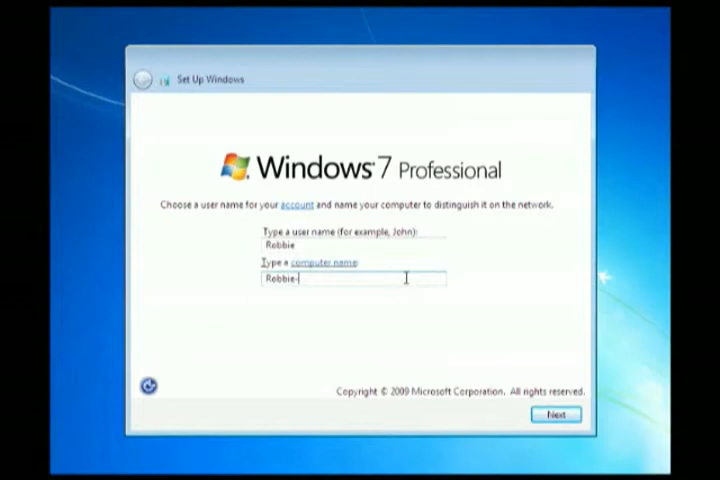 Set Up Windows
Windows 7 Professional
Choose a user name for your account and name your computer to distinguish it on the network.
Type a user name (for example, John):
Robbie
Type a computer name:
Robbie-
Copyright © 2009 Microsoft Corporation. All rights reserved.
Next